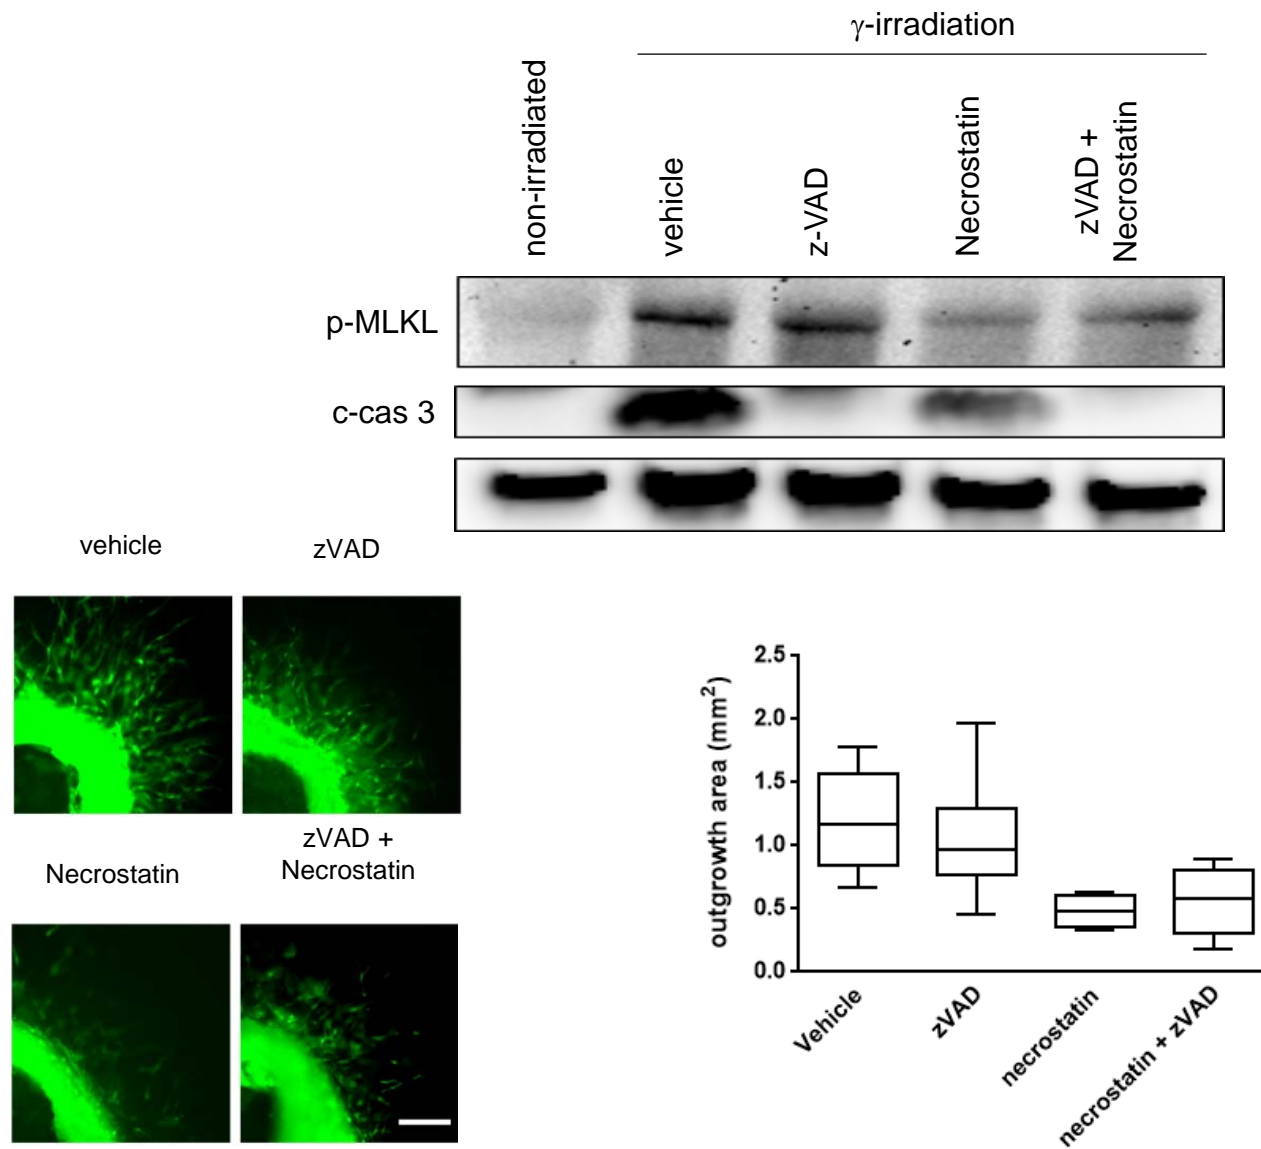 γ-irradiation
non-irradiated
vehicle
z-VAD
Necrostatin
zVAD +
Necrostatin
p-MLKL
c-cas 3
vehicle
zVAD
Necrostatin
zVAD +
Necrostatin
outgrowth area (mm²)
2.5
2.0
1.5
1.0
0.5
0.0
Vehicle
zVAD
necrostatin
necrostatin + zVAD